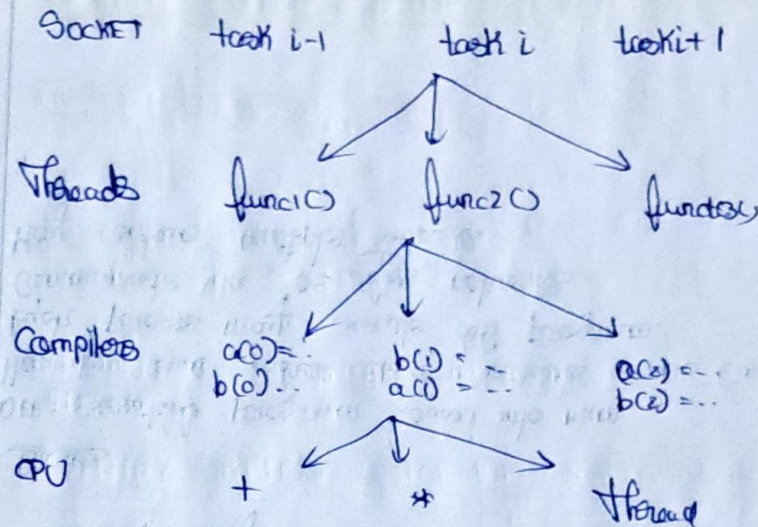 SOCKET task i-1 task i task i+1
Threads func1() func2() func3()
Compilers a(0)=.. b(1) = .. a(2) =..
b(0)... a(1) = ... b(2) =...
CPU + * Thread